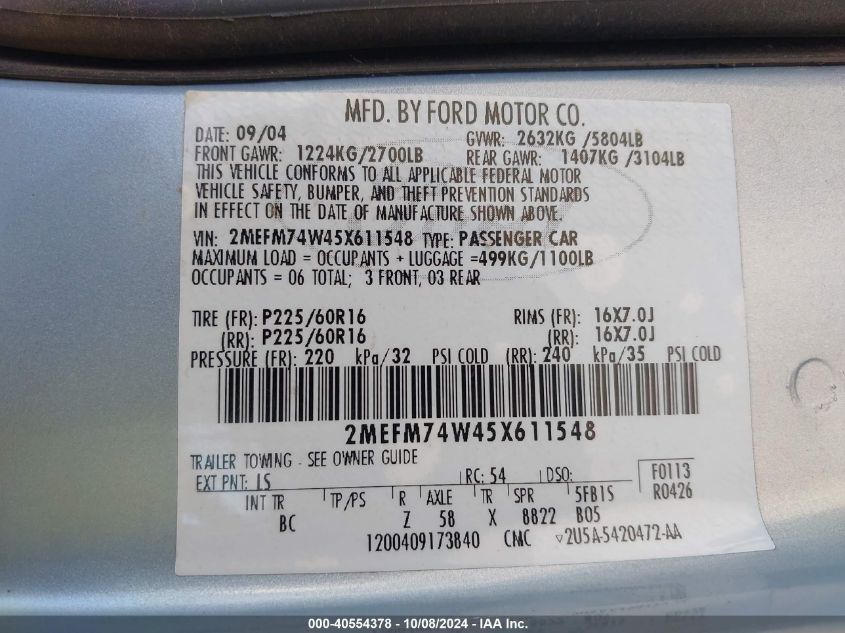 MFD. BY FORD MOTOR CO.
DATE: 09/04 GVWR: 2632KG /5804LB
FRONT GAWR: 1224KG/2700LB REAR GAWR: 1407KG /3104LB
THIS VEHICLE CONFORMS TO ALL APPLICABLE FEDERAL MOTOR
VEHICLE SAFETY, BUMPER, AND THEFT PREVENTION STANDARDS
IN EFFECT ON THE DATE OF MANUFACTURE SHOWN ABOVE.
VIN: 2MEFM74W45X611548 TYPE: PASSENGER CAR
MAXIMUM LOAD = OCCUPANTS + LUGGAGE =499KG/1100LB
OCCUPANTS = 06 TOTAL; 3 FRONT, 03 REAR
TIRE (FR): P225/60R16 RIMS (FR): 16X7.0J
(RR): P225/60R16 (RR): 16X7.0J
PRESSURE (FR): 220 kPa/32 PSI COLD (RR): 240 kPa/35 PSI COLD
2MEFM74W45X611548
TRAILER TOWING - SEE OWNER GUIDE
EXT PNT: LS RC: 54 DSO: F0113
INT TR TP/PS R AXLE TR SPR 5FB1S R0426
BC Z 58 X 8822 B05
1200409173840 CMC ▽2U5A-5420472-AA
000-40554378 - 10/08/2024 - IAA Inc.